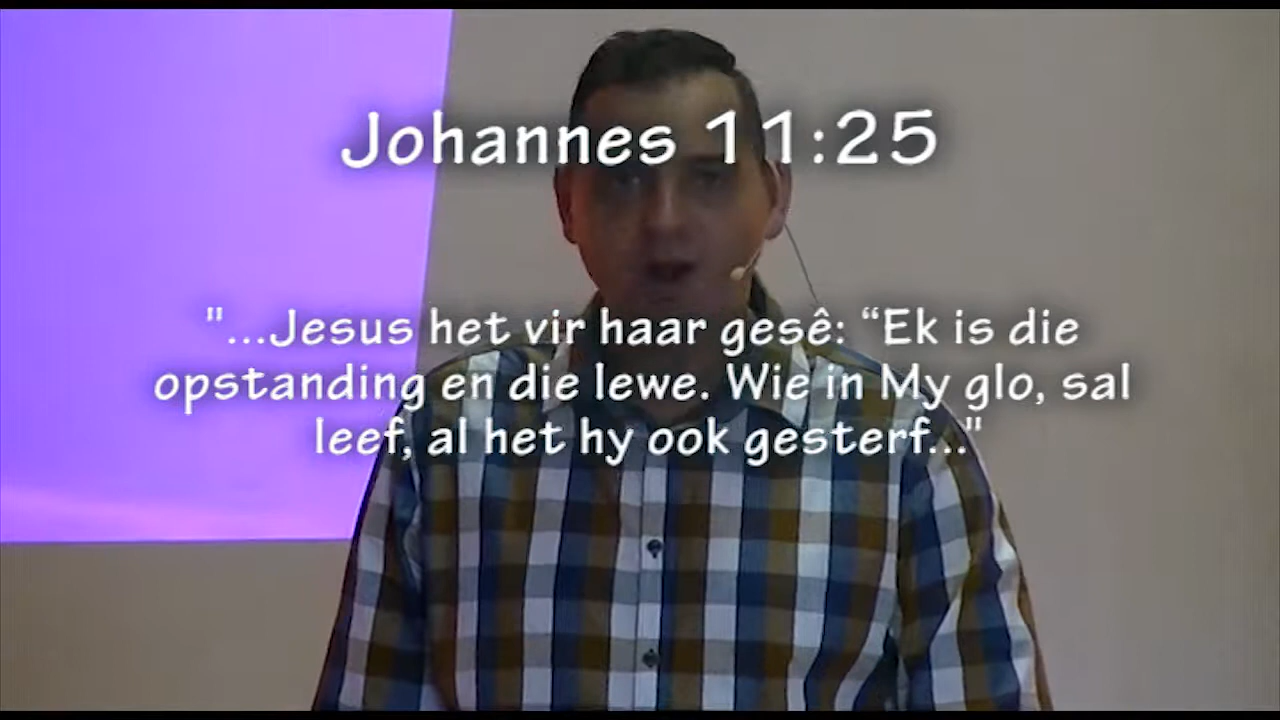 Johannes 11:25
"...Jesus het vir haar gesê: “Ek is die
opstanding en die lewe. Wie in My glo, sal
leef, al het hy ook gesterf..."